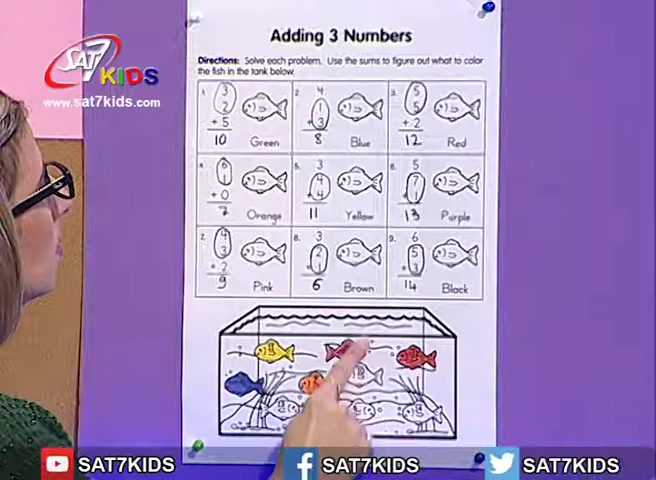 SAT7
KIDS
www.sat7kids.com
Adding 3 Numbers
Directions: Solve each problem. Use the sums to figure out what to color
the fish in the tank below.
1. 3
2
+ 5
10
Green
2. 4
1
+ 3
8
Blue
3. 5
5
+ 2
12
Red
4. 6
1
+ 0
7
Orange
5. 3
4
+ 4
11
Yellow
6. 5
7
+ 1
13
Purple
7. 4
3
+ 2
9
Pink
8. 3
2
+ 1
6
Brown
9. 6
5
+ 3
14
Black
SAT7KIDS
SAT7KIDS
SAT7KIDS